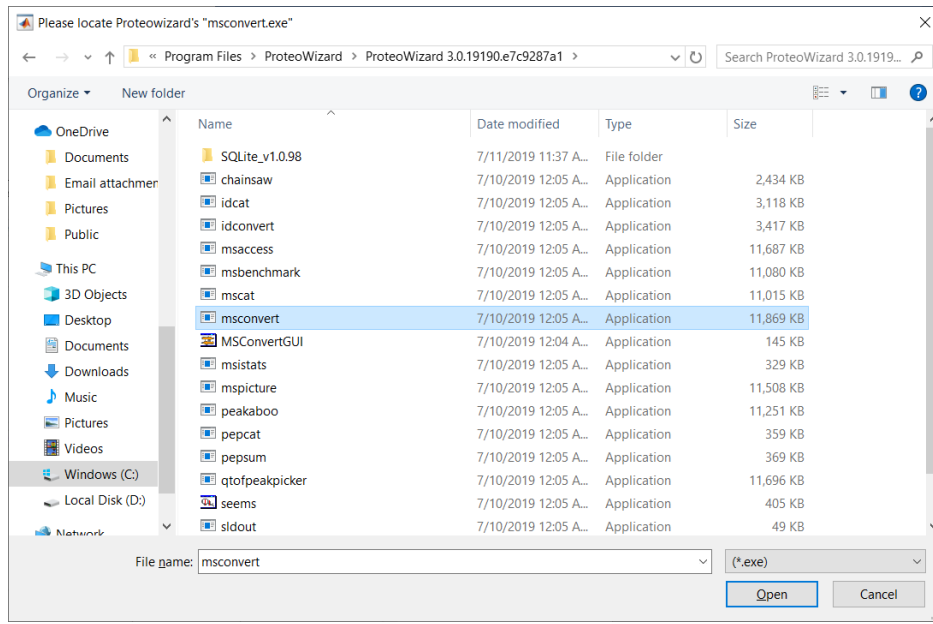 Please locate Proteowizard's "msconvert.exe"
« Program Files > ProteoWizard > ProteoWizard 3.0.19190.e7c9287a1 >
Search ProteoWizard 3.0.1919...
Organize
New folder
Name Date modified Type Size
OneDrive
Documents
Email attachmen
Pictures
Public
This PC
3D Objects
Desktop
Documents
Downloads
Music
Pictures
Videos
Windows (C:)
Local Disk (D:)
Network
SQLite_v1.0.98 7/11/2019 11:37 A... File folder
chainsaw 7/10/2019 12:05 A... Application 2,434 KB
idcat 7/10/2019 12:05 A... Application 3,118 KB
idconvert 7/10/2019 12:05 A... Application 3,417 KB
msaccess 7/10/2019 12:05 A... Application 11,687 KB
msbenchmark 7/10/2019 12:05 A... Application 11,080 KB
mscat 7/10/2019 12:05 A... Application 11,015 KB
msconvert 7/10/2019 12:05 A... Application 11,869 KB
MSConvertGUI 7/10/2019 12:04 A... Application 145 KB
msistats 7/10/2019 12:05 A... Application 329 KB
mspicture 7/10/2019 12:05 A... Application 11,508 KB
peakaboo 7/10/2019 12:05 A... Application 11,251 KB
pepcat 7/10/2019 12:05 A... Application 359 KB
pepsum 7/10/2019 12:05 A... Application 369 KB
qtofpeakpicker 7/10/2019 12:05 A... Application 11,696 KB
seems 7/10/2019 12:05 A... Application 405 KB
sldout 7/10/2019 12:05 A... Application 49 KB
File name: msconvert
(*.exe)
Open
Cancel